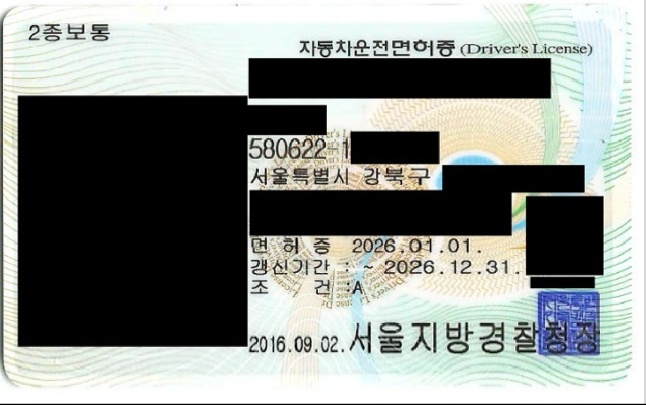 2종보통
자동차운전면허증 (Driver's License)
580622-1
서울특별시 강북구
면 허 증 2026.01.01.
갱신기간 : ~ 2026.12.31.
조 건 :A
2016.09.02. 서울지방경찰청장